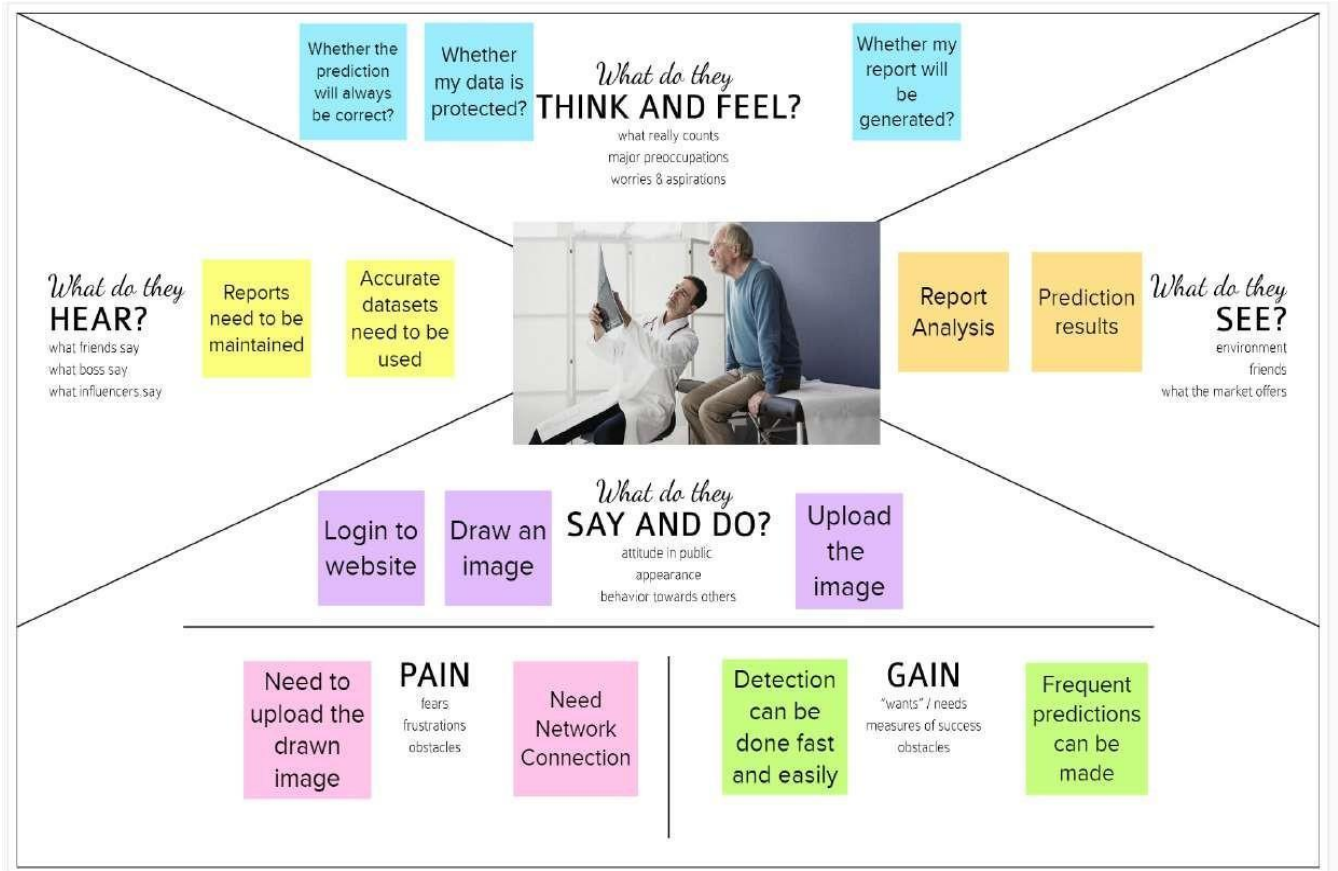 Whether the
prediction
will always
be correct?
Whether
my data is
protected?
What do they
THINK AND FEEL?
what really counts
major preoccupations
worries & aspirations
Whether my
report will
be
generated?
What do they
HEAR?
what friends say
what boss say
what influencers say
Reports
need to be
maintained
Accurate
datasets
need to be
used
Report
Analysis
Prediction
results
What do they
SEE?
environment
friends
what the market offers
Login to
website
Draw an
image
What do they
SAY AND DO?
attitude in public
appearance
behavior towards others
Upload
the
image
Need to
upload the
drawn
image
PAIN
fears
frustrations
obstacles
Need
Network
Connection
Detection
can be
done fast
and easily
GAIN
"wants" / needs
measures of success
obstacles
Frequent
predictions
can be
made